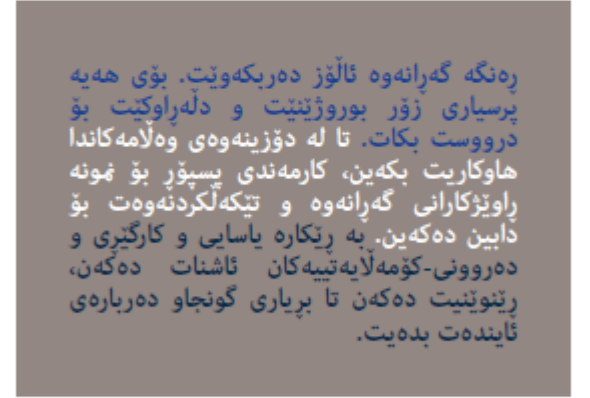 ڕەنگە گەڕانەوە ئاڵۆز دەربکەوێت. بۆی هەیە
پرسیاری زۆر بوروژێنێت و دڵەڕاوکێت بۆ
درووست بکات. تا لە دۆزینەوەی وەڵامەکاندا
هاوکاریت بکەین، کارمەندی پسپۆڕ بۆ نمونە
ڕاوێژکارانی گەڕانەوە و تێکەڵکردنەوەت بۆ
دابین دەکەین. بە ڕێکارە یاسایی و کارگێڕی و
دەروونی-کۆمەڵایەتییەکان ئاشنات دەکەن،
ڕێنوێنیت دەکەن تا بڕیاری گونجاو دەربارەی
ئایندەت بدەیت.